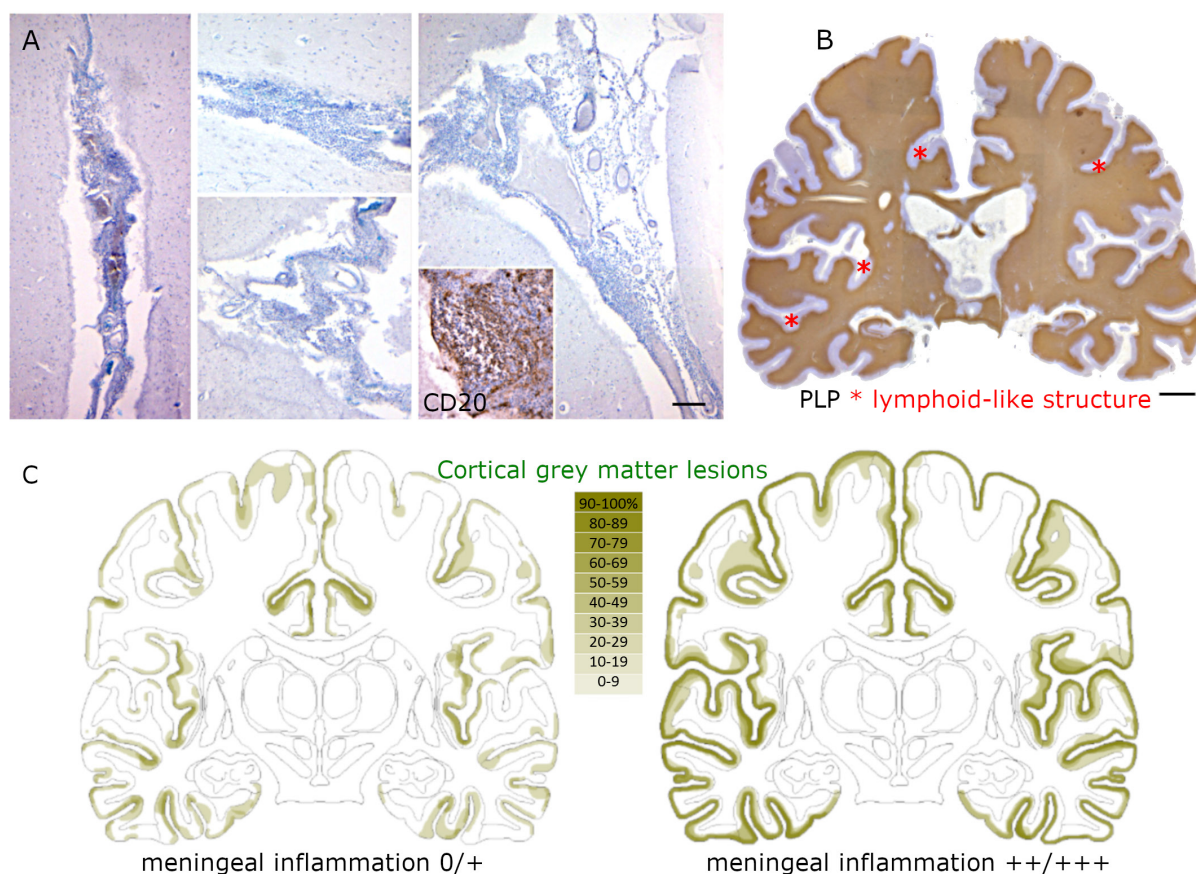 A
B
CD20
PLP * lymphoid-like structure
C
Cortical grey matter lesions
90-100%
80-89
70-79
60-69
50-59
40-49
30-39
20-29
10-19
0-9
meningeal inflammation 0/+
meningeal inflammation ++/+++